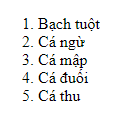 1. Bạch tuột
2. Cá ngừ
3. Cá mập
4. Cá đuối
5. Cá thu